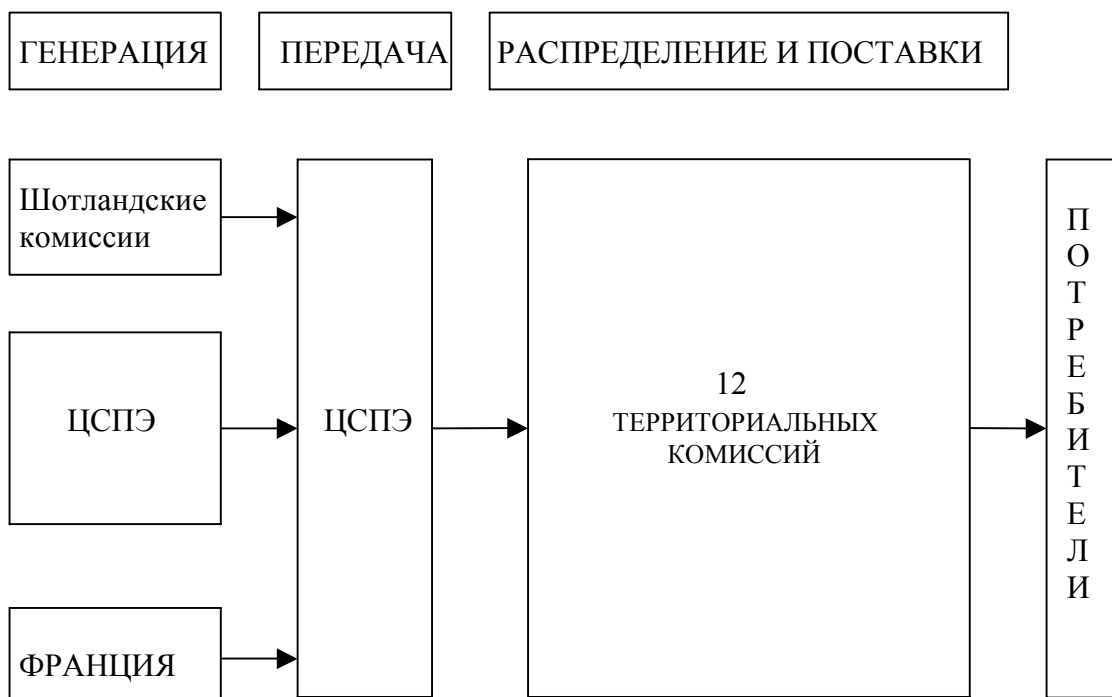 ГЕНЕРАЦИЯ
ПЕРЕДАЧА
РАСПРЕДЕЛЕНИЕ И ПОСТАВКИ
Шотландские
комиссии
ЦСПЭ
ФРАНЦИЯ
ЦСПЭ
12
ТЕРРИТОРИАЛЬНЫХ
КОМИССИЙ
П
О
Т
Р
Е
Б
И
Т
Е
Л
И